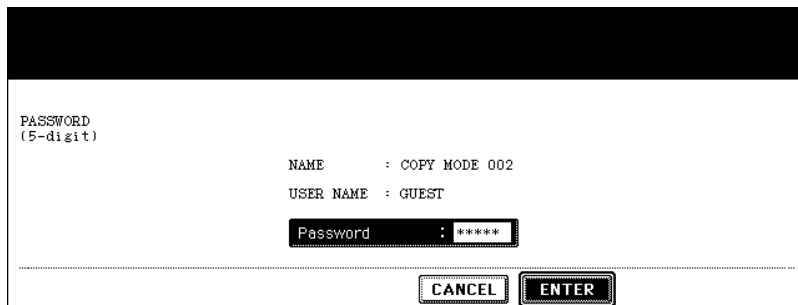 PASSWORD
(5-digit)
NAME : COPY MODE 002
USER NAME : GUEST
Password : *****
CANCEL ENTER